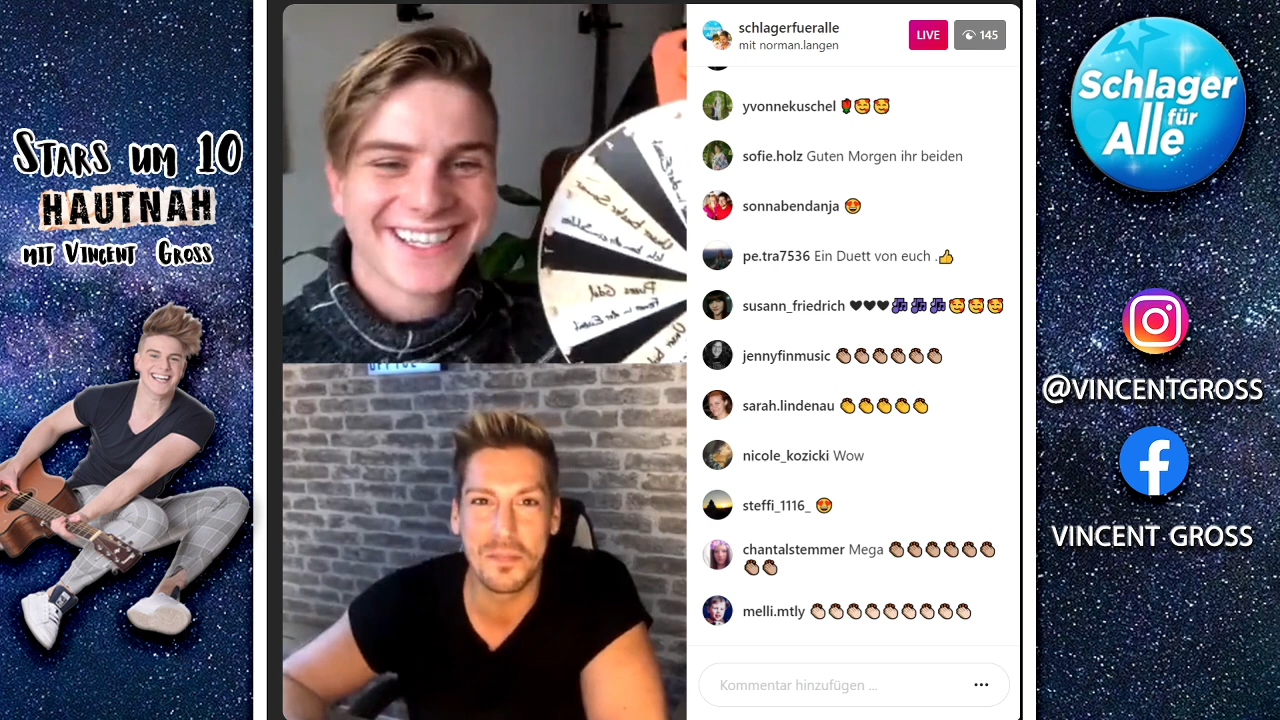 Stars um 10
HAUTNAH
mit Vincent Gross
OFFICE
schlagerfueralle
mit norman.langen
LIVE
145
yvonnekuschel 🌹🥰🥰
sofie.holz Guten Morgen ihr beiden
sonnabendanja 😍
pe.tra7536 Ein Duett von euch .👍
susann_friedrich 🖤🖤🖤🎶🎶🎶🥰🥰🥰
jennyfinmusic 👏🏻👏🏻👏🏻👏🏻👏🏻👏🏻
sarah.lindenau 👏👏👏👏👏
nicole_kozicki Wow
steffi_1116_ 😍
chantalstemmer Mega 👏🏻👏🏻👏🏻👏🏻👏🏻👏🏻
👏🏻👏🏻
melli.mtly 👏🏻👏🏻👏🏻👏🏻👏🏻👏🏻👏🏻👏🏻👏🏻
Kommentar hinzufügen ...
Schlager
für
Alle
@VINCENTGROSS
VINCENT GROSS